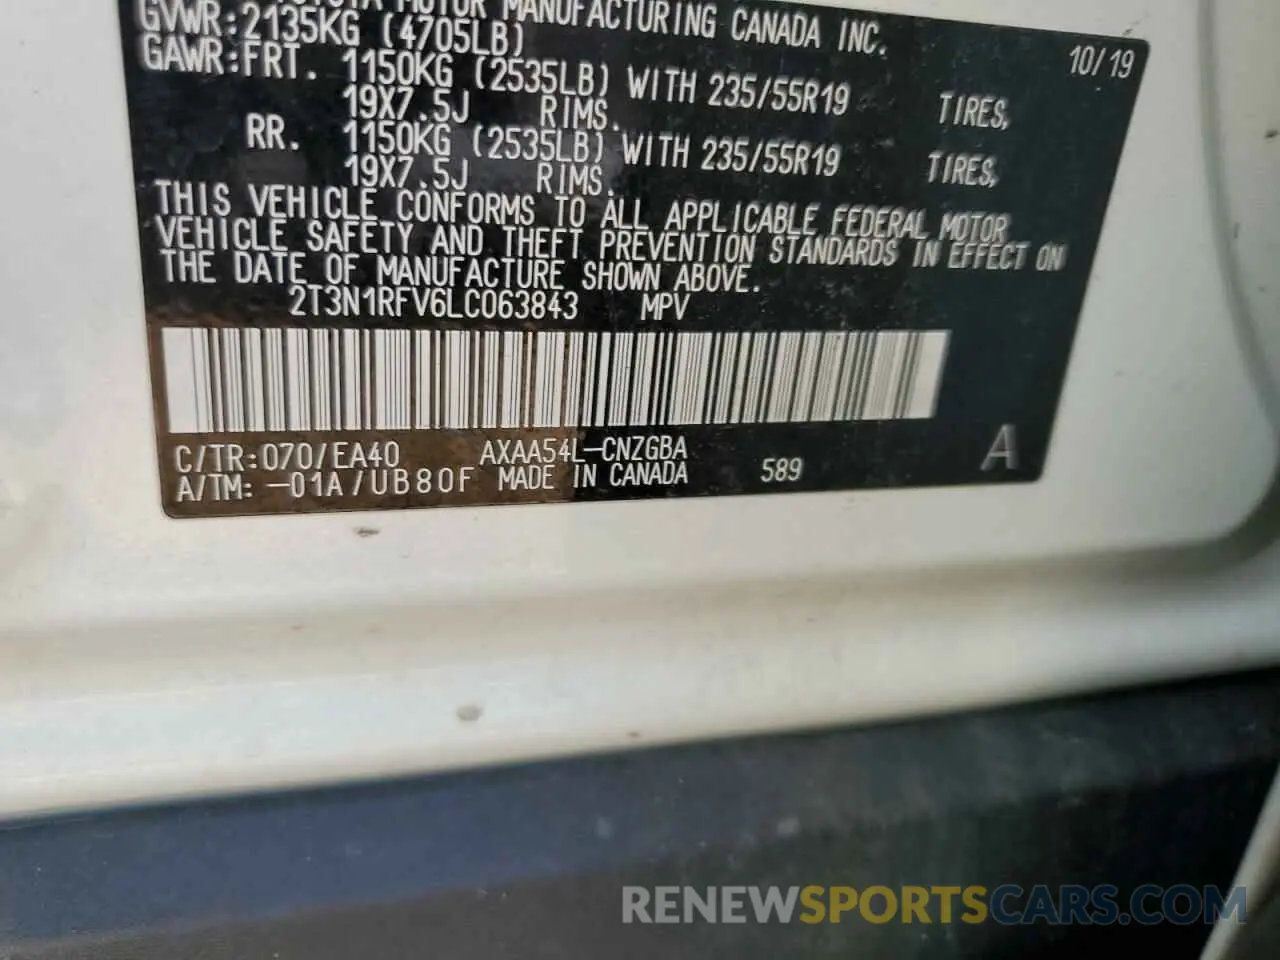 TOYOTA MOTOR MANUFACTURING CANADA INC.
GVWR:2135KG (4705LB) 10/19
GAWR:FRT. 1150KG (2535LB) WITH 235/55R19 TIRES,
19X7.5J RIMS.
RR. 1150KG (2535LB) WITH 235/55R19 TIRES,
19X7.5J RIMS.
THIS VEHICLE CONFORMS TO ALL APPLICABLE FEDERAL MOTOR
VEHICLE SAFETY AND THEFT PREVENTION STANDARDS IN EFFECT ON
THE DATE OF MANUFACTURE SHOWN ABOVE.
2T3N1RFV6LC063843 MPV
C/TR:070/EA40 AXAA54L-CNZGBA
A/TM: -01A/UB80F MADE IN CANADA 589 A
RENEWSPORTSCARS.COM